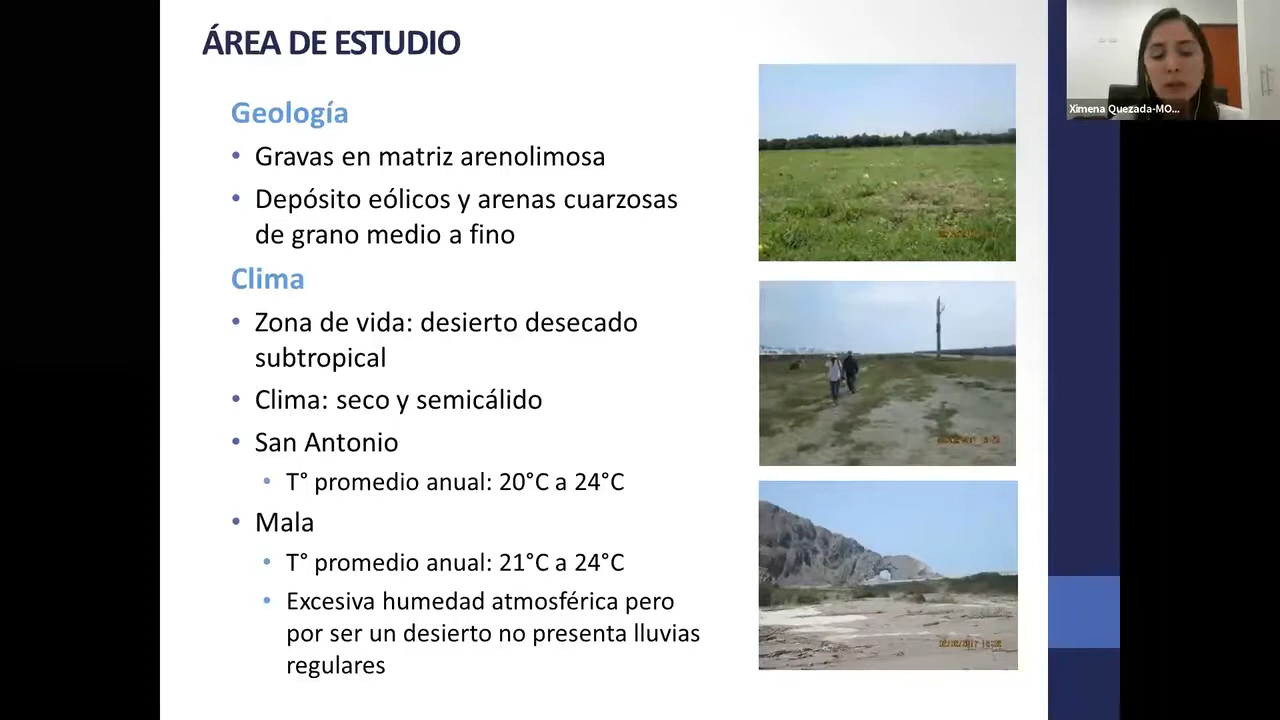 ÁREA DE ESTUDIO
Geología
• Gravas en matriz arenolimosa
• Depósito eólicos y arenas cuarzosas
de grano medio a fino
Clima
• Zona de vida: desierto desecado
subtropical
• Clima: seco y semicálido
• San Antonio
• T° promedio anual: 20°C a 24°C
• Mala
• T° promedio anual: 21°C a 24°C
• Excesiva humedad atmosférica pero
por ser un desierto no presenta lluvias
regulares
Ximena Quezada-MO...